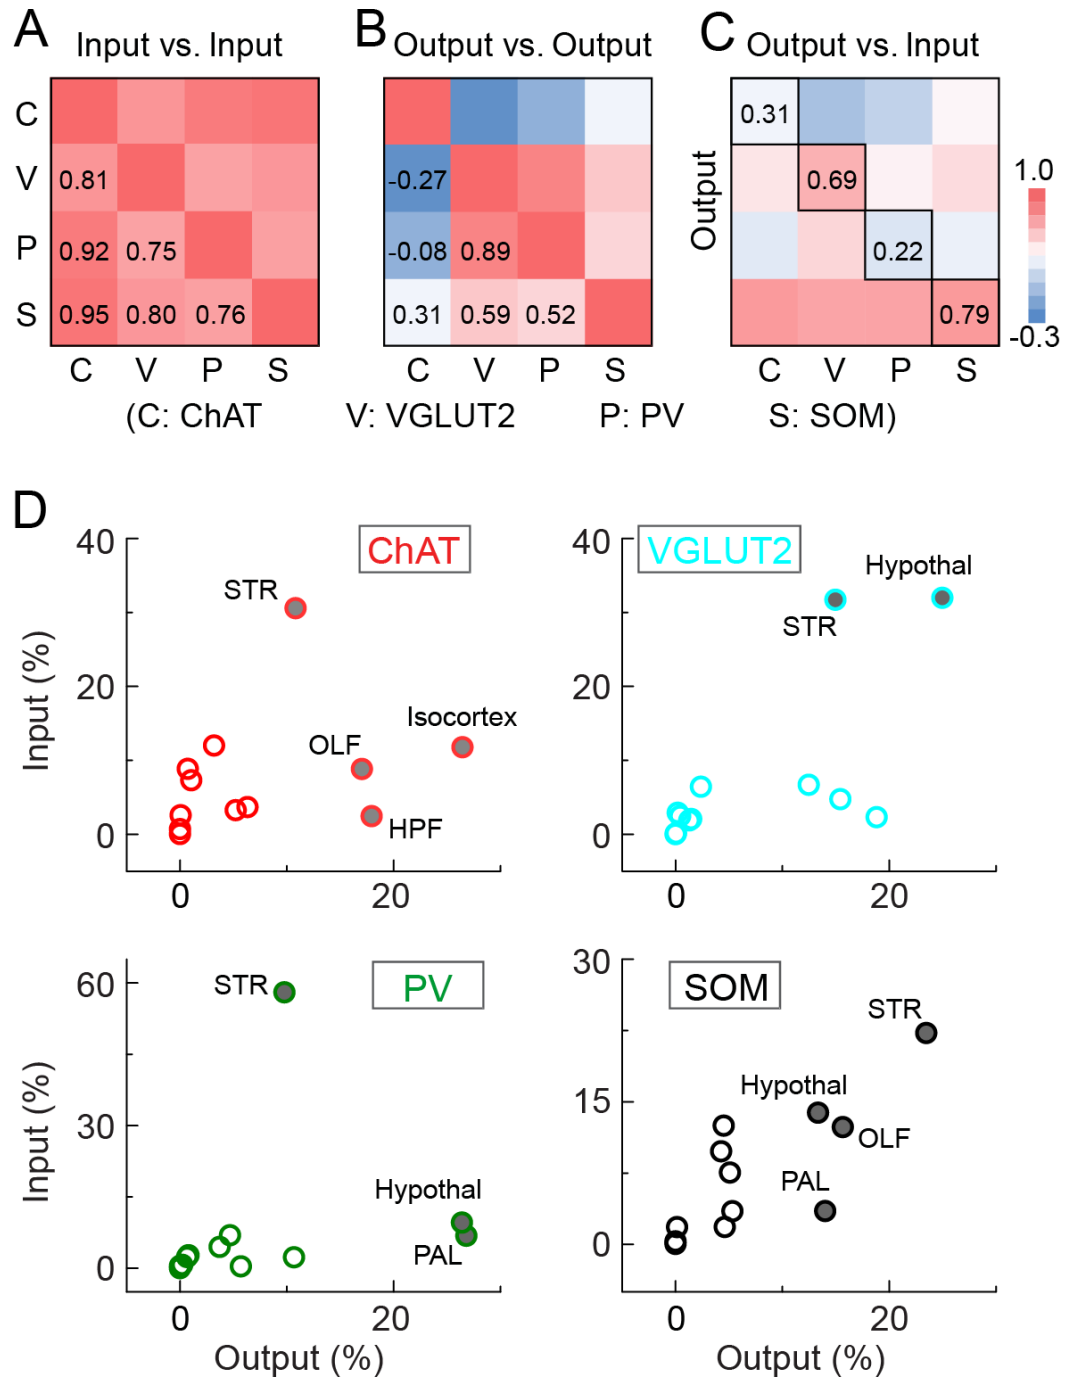 A Input vs. Input
B Output vs. Output
C Output vs. Input
C
V 0.81
P 0.92 0.75
S 0.95 0.80 0.76
C V P S
-0.27
-0.08 0.89
0.31 0.59 0.52
C V P S
Output
0.31
0.69
0.22
0.79
C V P S
1.0
-0.3
(C: ChAT V: VGLUT2 P: PV S: SOM)
D
ChAT
Input (%)
40
20
0
0 20
STR
Isocortex
OLF
HPF
VGLUT2
40
20
0
0 20
Hypothal
STR
PV
Input (%)
60
30
0
0 20
Output (%)
STR
Hypothal
PAL
SOM
30
15
0
0 20
Output (%)
STR
Hypothal
OLF
PAL